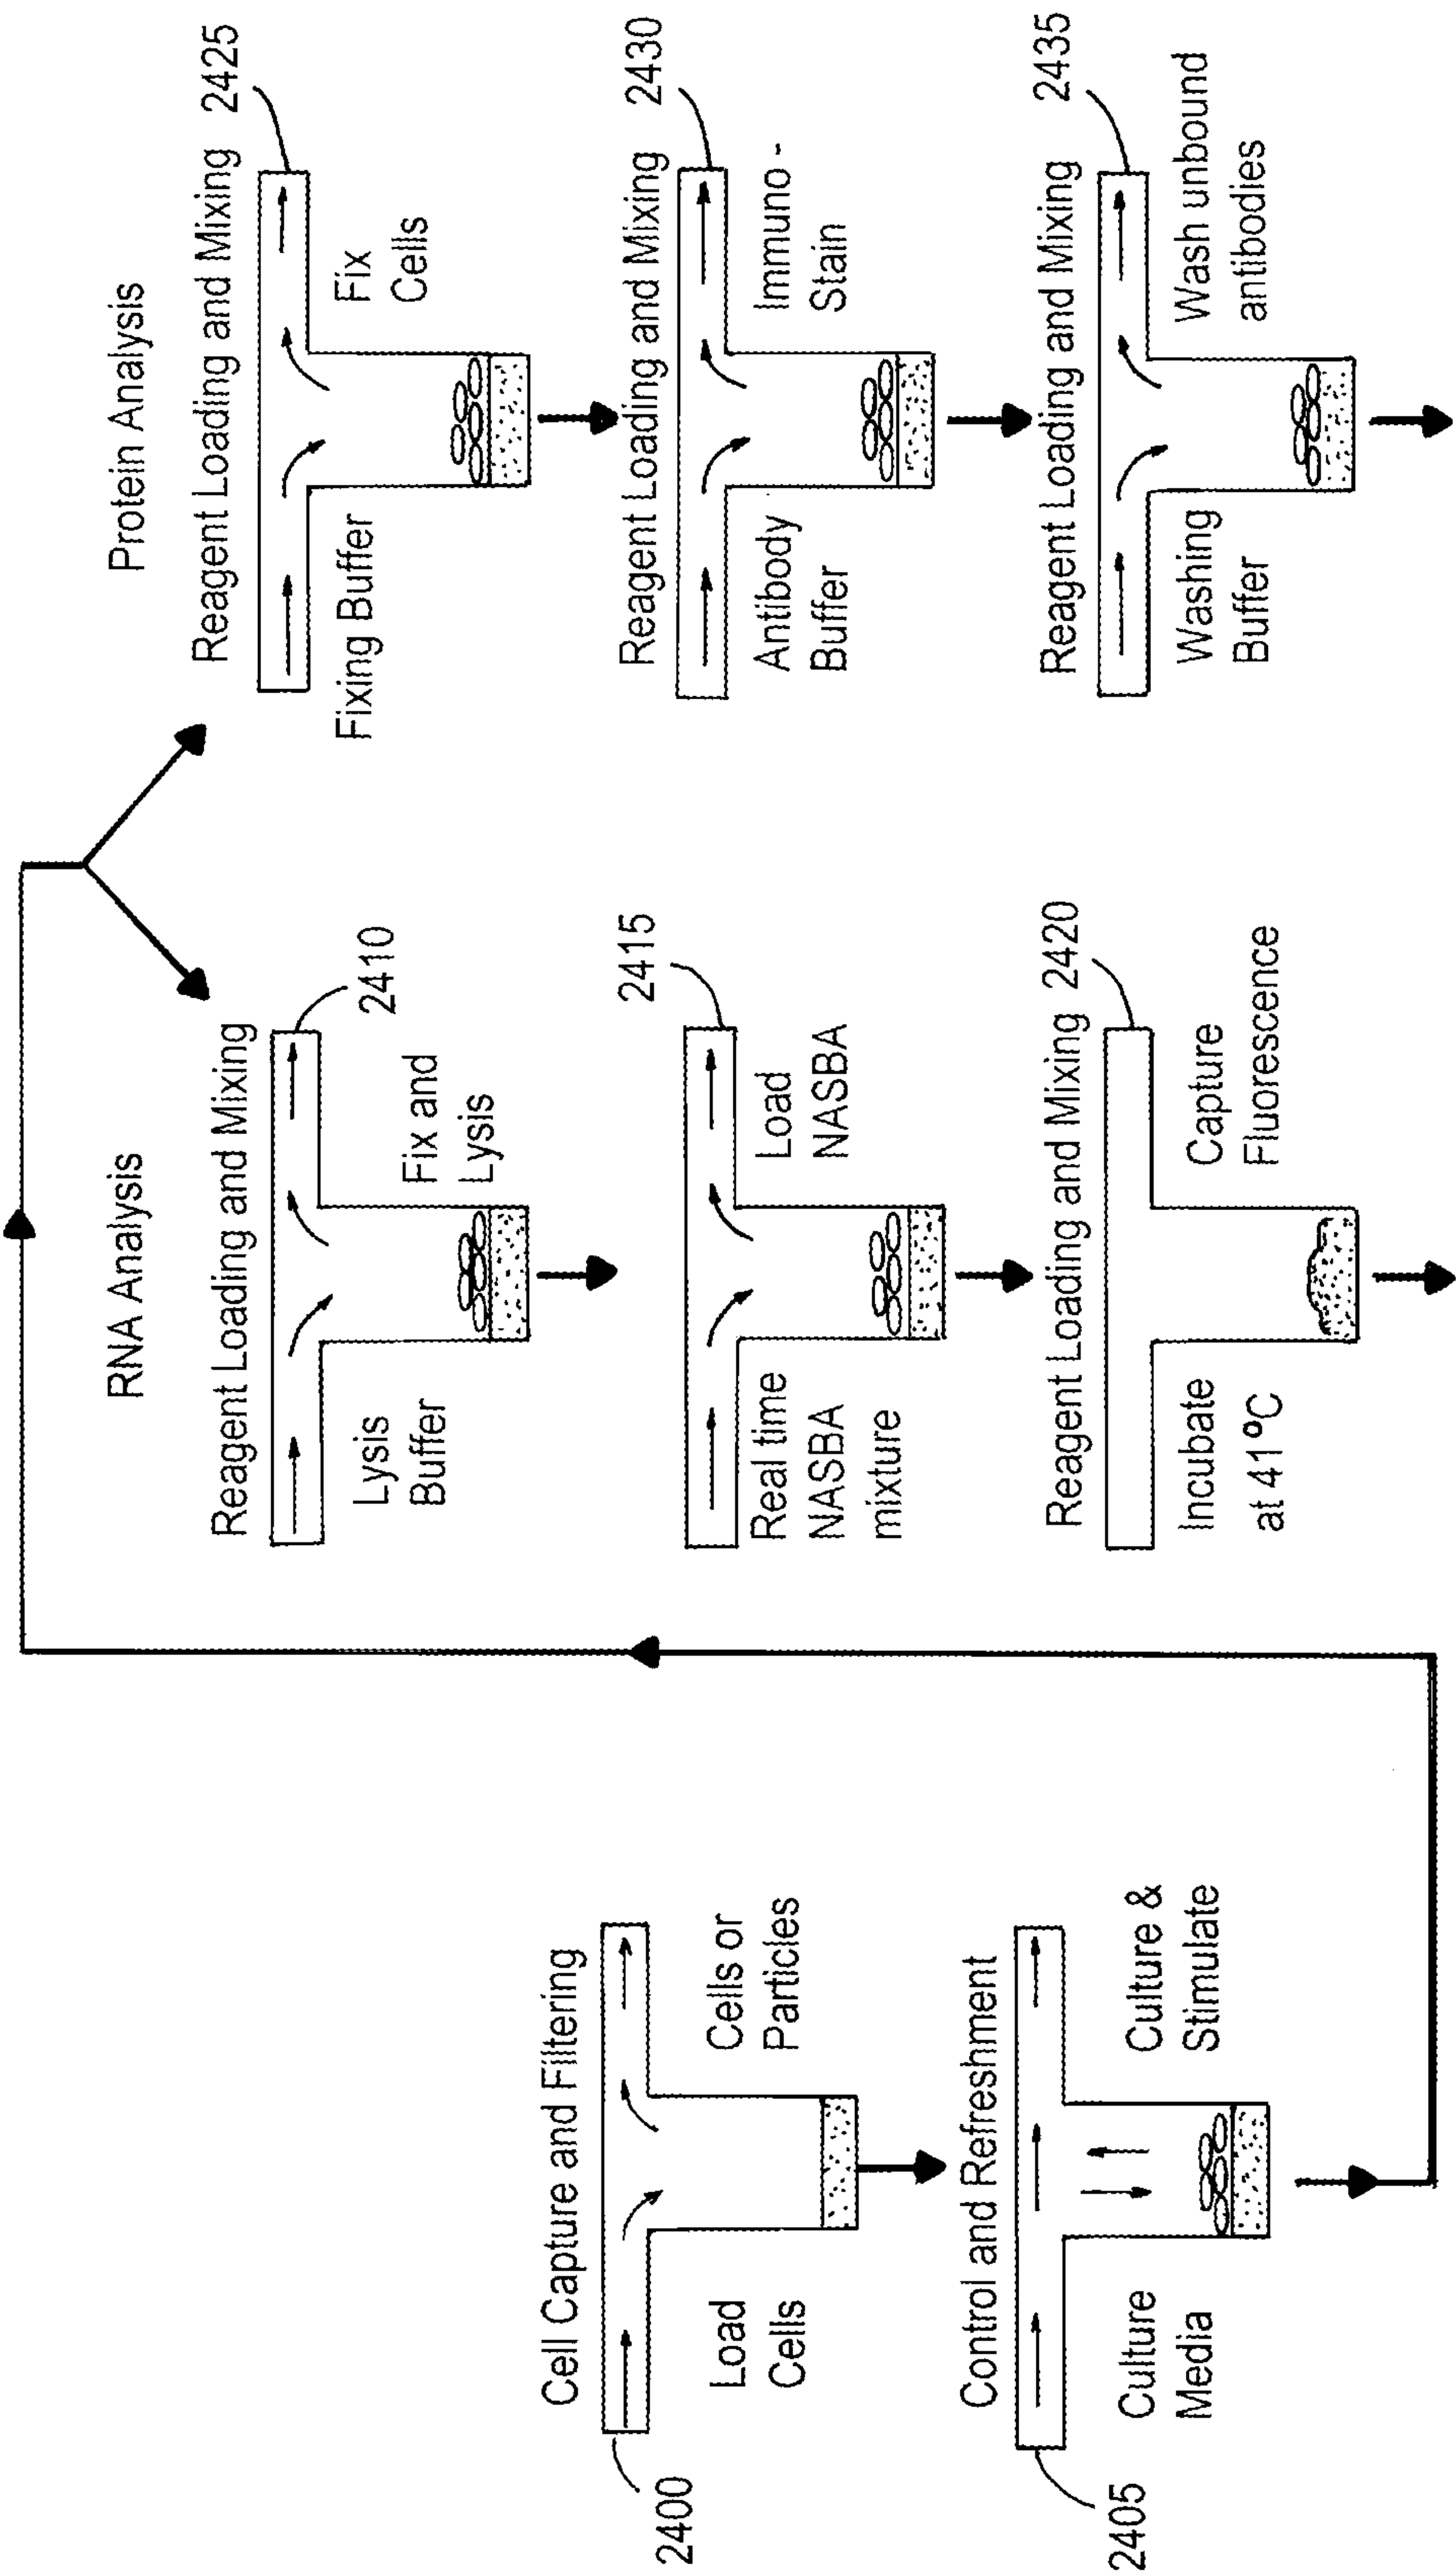 Cell Capture and Filtering
2400
Load
Cells
Cells or
Particles
Control and Refreshment
2405
Culture
Media
Culture &
Stimulate
RNA Analysis
Reagent Loading and Mixing
2410
Lysis
Buffer
Fix and
Lysis
2415
Real time
NASBA
mixture
Load
NASBA
Reagent Loading and Mixing 2420
Incubate
at 41°C
Capture
Fluorescence
Protein Analysis
Reagent Loading and Mixing 2425
Fixing Buffer
Fix
Cells
Reagent Loading and Mixing 2430
Antibody
Buffer
Immuno -
Stain
Reagent Loading and Mixing 2435
Washing
Buffer
Wash unbound
antibodies